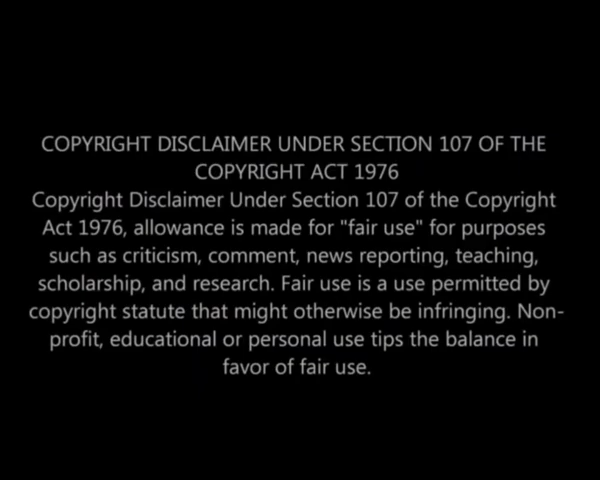 COPYRIGHT DISCLAIMER UNDER SECTION 107 OF THE
COPYRIGHT ACT 1976
Copyright Disclaimer Under Section 107 of the Copyright
Act 1976, allowance is made for "fair use" for purposes
such as criticism, comment, news reporting, teaching,
scholarship, and research. Fair use is a use permitted by
copyright statute that might otherwise be infringing. Non-
profit, educational or personal use tips the balance in
favor of fair use.